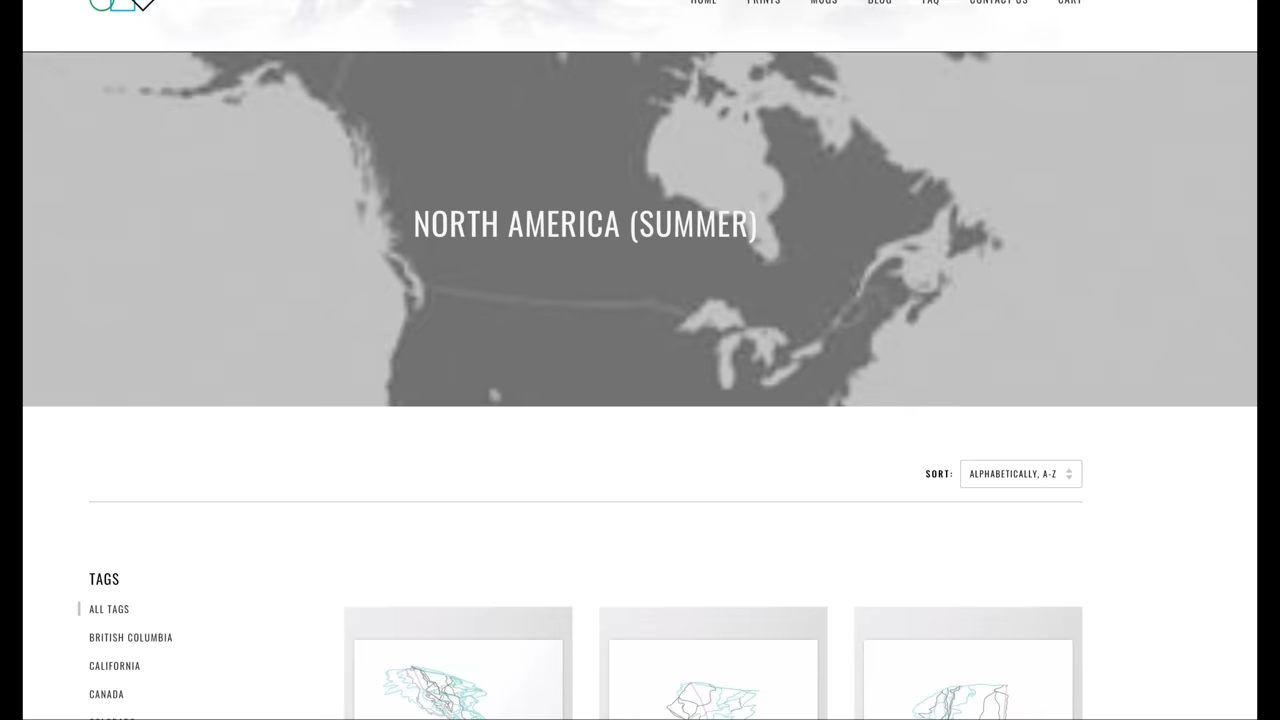 HOME PRINTS MUGS BLOG FAQ CONTACT US CART
NORTH AMERICA (SUMMER)
SORT: ALPHABETICALLY, A-Z
TAGS
ALL TAGS
BRITISH COLUMBIA
CALIFORNIA
CANADA